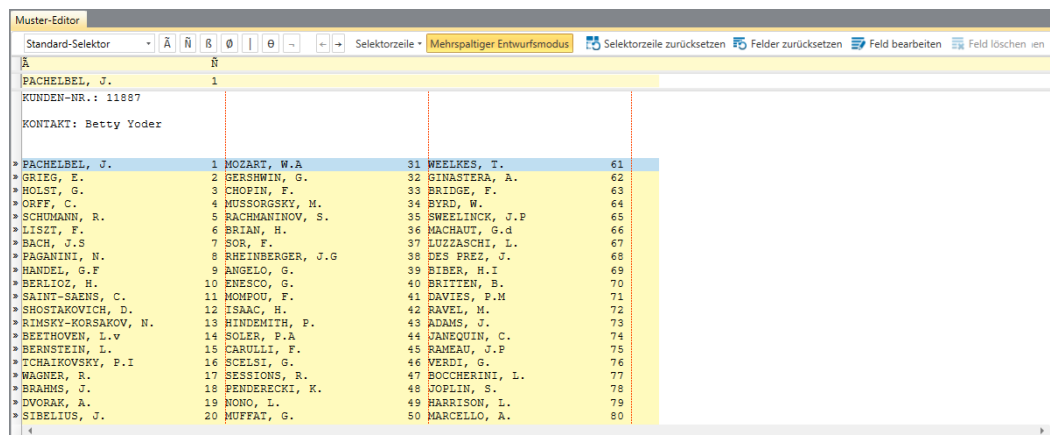 Muster-Editor
Standard-Selektor Ã Ñ ß Ø | θ ¬ ← → Selektorzeile Mehrspaltiger Entwurfsmodus Selektorzeile zurücksetzen Felder zurücksetzen Feld bearbeiten Feld löschen
Ã Ñ
PACHELBEL, J. 1
KUNDEN-NR.: 11887
KONTAKT: Betty Yoder
» PACHELBEL, J. 1 MOZART, W.A 31 WEELKES, T. 61
» GRIEG, E. 2 GERSHWIN, G. 32 GINASTERA, A. 62
» HOLST, G. 3 CHOPIN, F. 33 BRIDGE, F. 63
» ORFF, C. 4 MUSSORGSKY, M. 34 BYRD, W. 64
» SCHUMANN, R. 5 RACHMANINOV, S. 35 SWEELINCK, J.P 65
» LISZT, F. 6 BRIAN, H. 36 MACHAUT, G.d 66
» BACH, J.S 7 SOR, F. 37 LUZZASCHI, L. 67
» PAGANINI, N. 8 RHEINBERGER, J.G 38 DES PREZ, J. 68
» HANDEL, G.F 9 ANGELO, G. 39 BIBER, H.I 69
» BERLIOZ, H. 10 ENESCO, G. 40 BRITTEN, B. 70
» SAINT-SAENS, C. 11 MOMPOU, F. 41 DAVIES, P.M 71
» SHOSTAKOVICH, D. 12 ISAAC, H. 42 RAVEL, M. 72
» RIMSKY-KORSAKOV, N. 13 HINDEMITH, P. 43 ADAMS, J. 73
» BEETHOVEN, L.v 14 SOLER, P.A 44 JANEQUIN, C. 74
» BERNSTEIN, L. 15 CARULLI, F. 45 RAMEAU, J.P 75
» TCHAIKOVSKY, P.I 16 SCELSI, G. 46 VERDI, G. 76
» WAGNER, R. 17 SESSIONS, R. 47 BOCCHERINI, L. 77
» BRAHMS, J. 18 PENDERECKI, K. 48 JOPLIN, S. 78
» DVORAK, A. 19 NONO, L. 49 HARRISON, L. 79
» SIBELIUS, J. 20 MUFFAT, G. 50 MARCELLO, A. 80